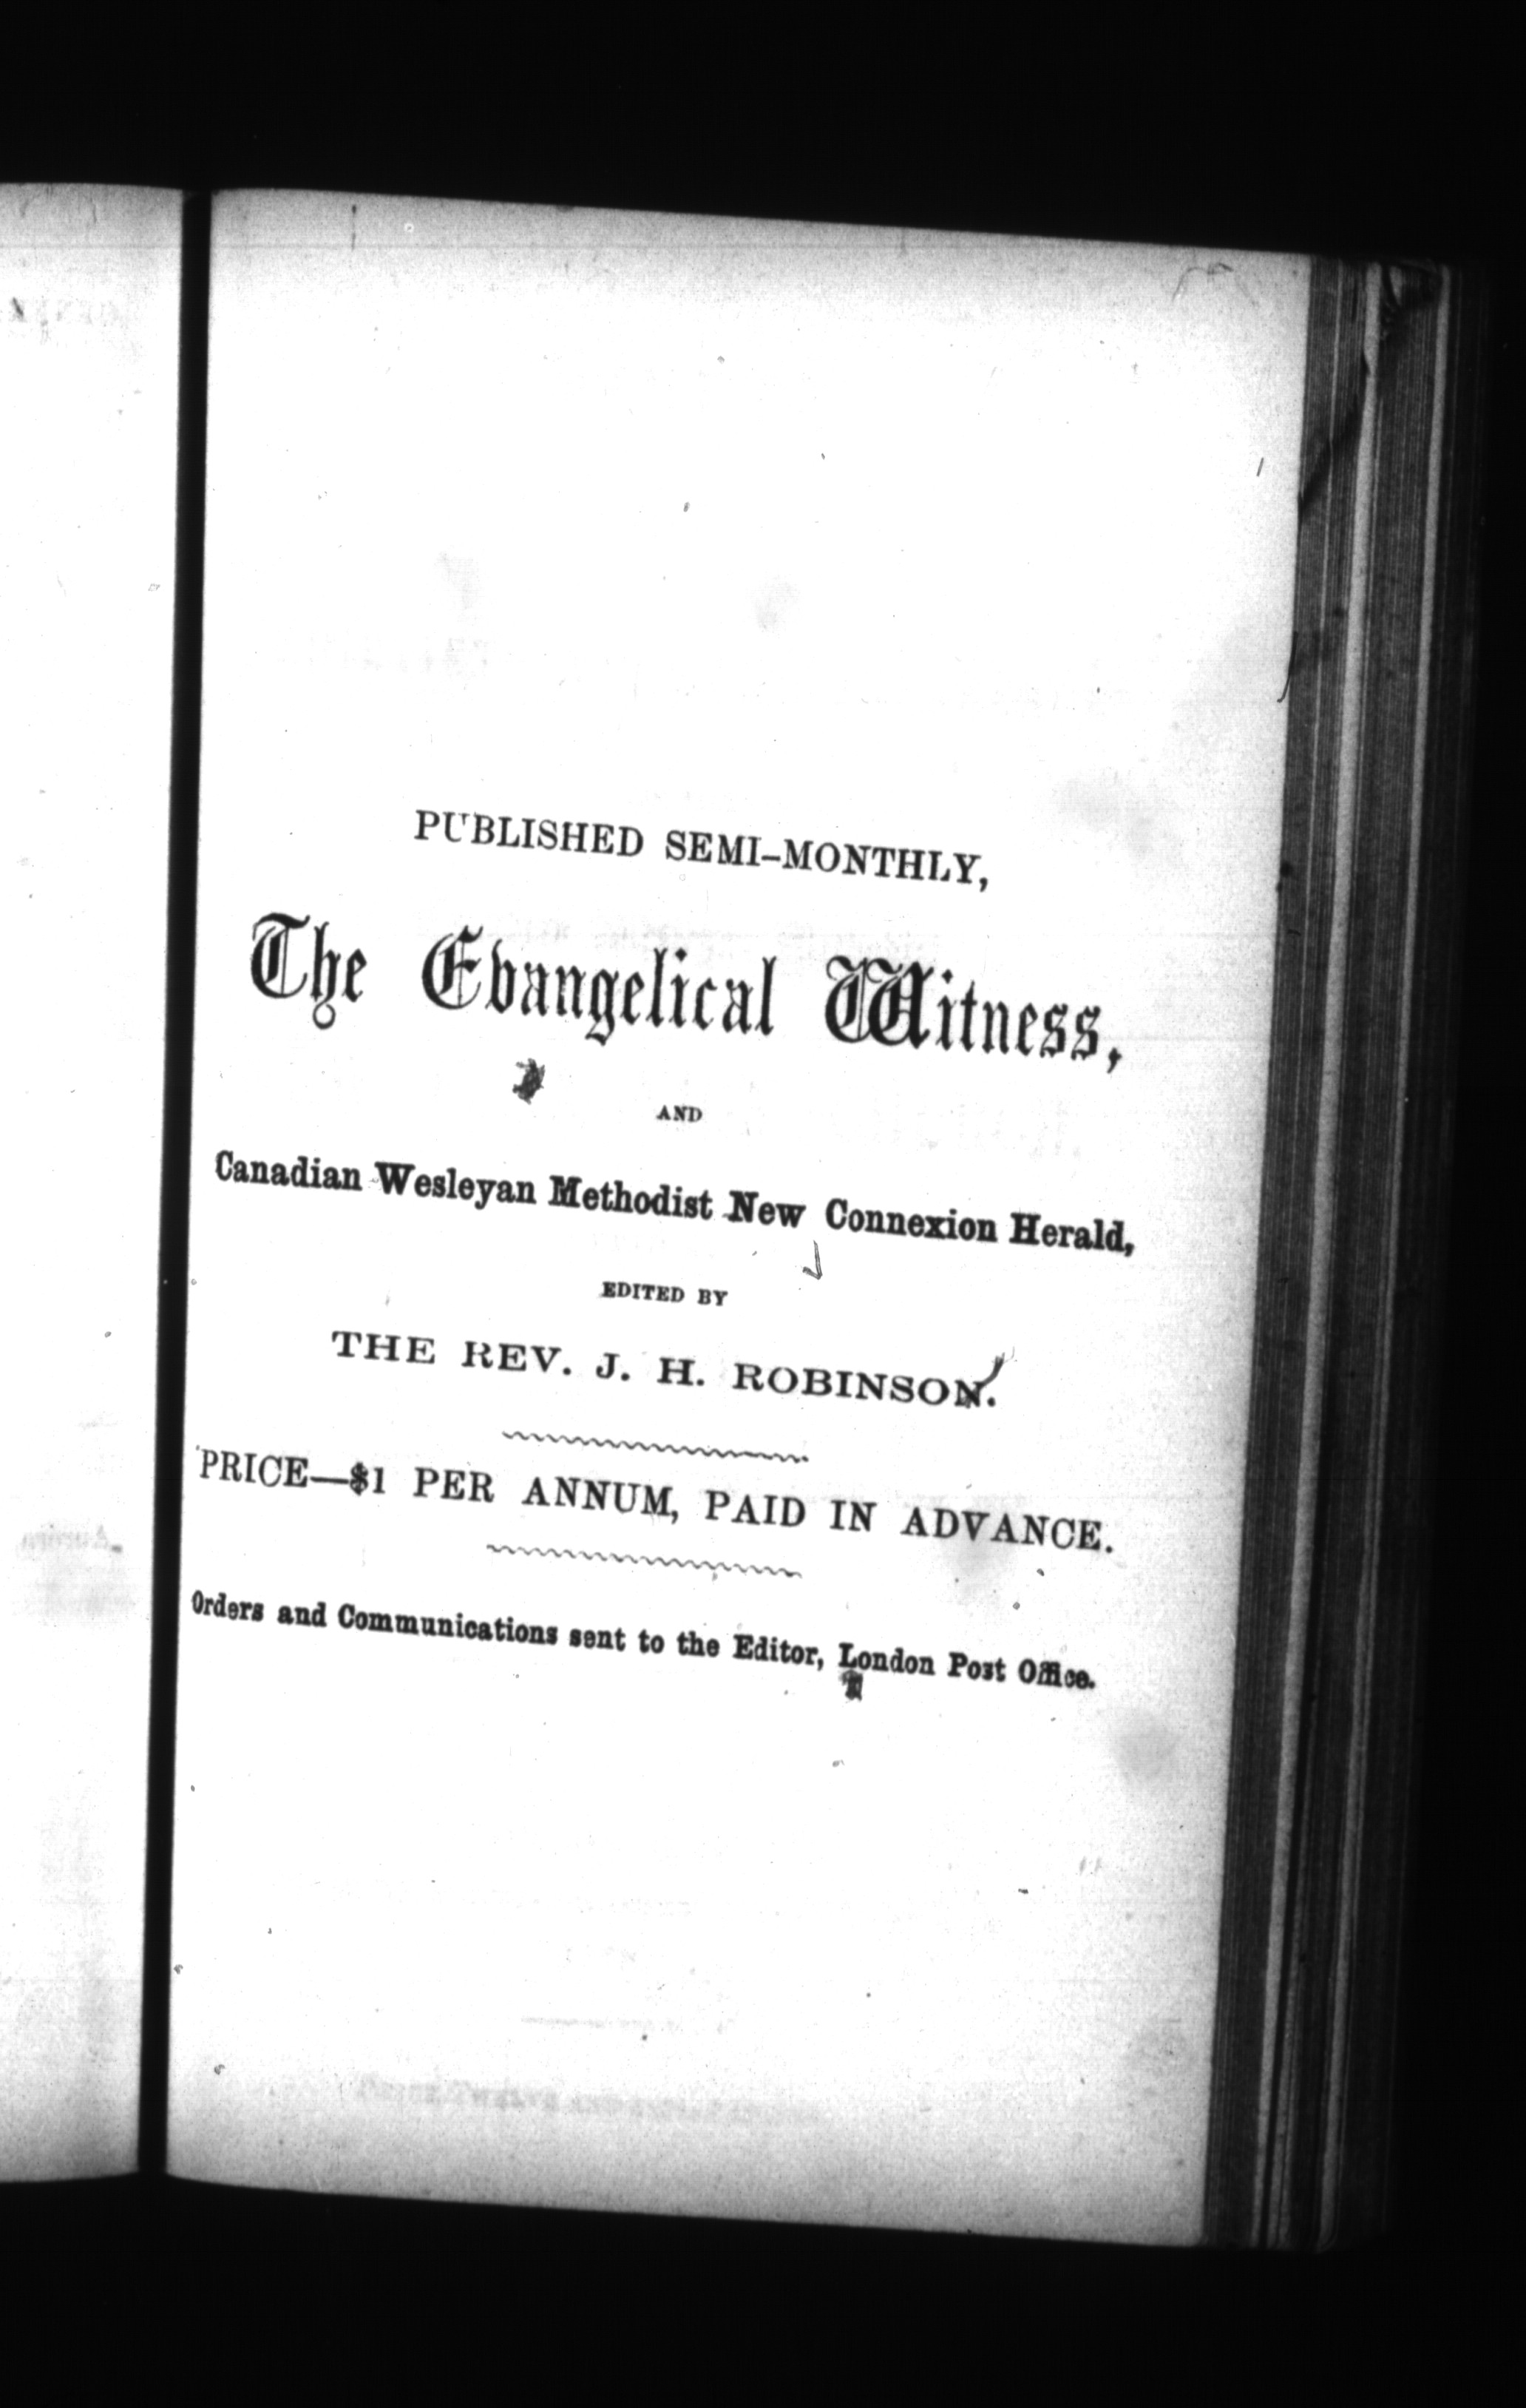 PUBLISHED SEMI-MONTHLY,
The Evangelical Witness,
AND
Canadian Wesleyan Methodist New Connexion Herald,
EDITED BY
THE REV. J. H. ROBINSON.
PRICE—$1 PER ANNUM, PAID IN ADVANCE.
Orders and Communications sent to the Editor, London Post Office.